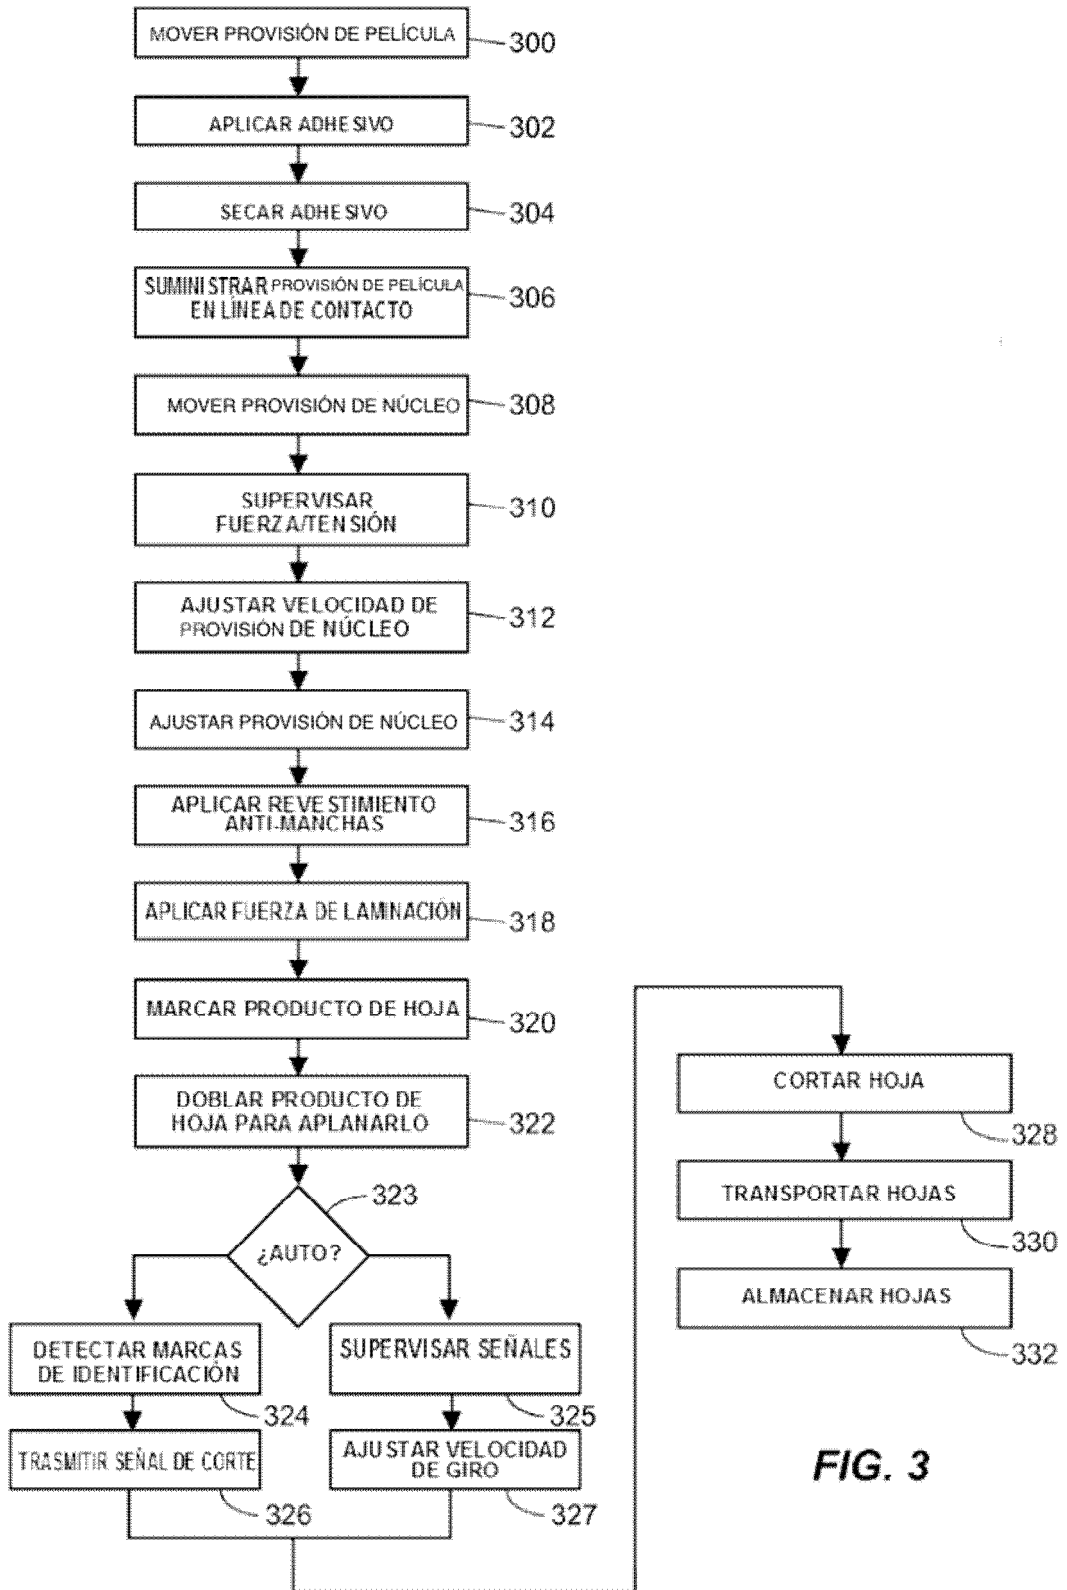 MOVER PROVISIÓN DE PELÍCULA
300
APLICAR ADHESIVO
302
SECAR ADHESIVO
304
SUMINISTRAR PROVISIÓN DE PELÍCULA
EN LÍNEA DE CONTACTO
306
MOVER PROVISIÓN DE NÚCLEO
308
SUPERVISAR
FUERZA/TENSIÓN
310
AJUSTAR VELOCIDAD DE
PROVISIÓN DE NÚCLEO
312
AJUSTAR PROVISIÓN DE NÚCLEO
314
APLICAR REVESTIMIENTO
ANTI-MANCHAS
316
APLICAR FUERZA DE LAMINACIÓN
318
MARCAR PRODUCTO DE HOJA
320
DOBLAR PRODUCTO DE
HOJA PARA APLANARLO
322
323
¿AUTO?
DETECTAR MARCAS
DE IDENTIFICACIÓN
324
TRASMITIR SEÑAL DE CORTE
326
SUPERVISAR SEÑALES
325
AJUSTAR VELOCIDAD
DE GIRO
327
CORTAR HOJA
328
TRANSPORTAR HOJAS
330
ALMACENAR HOJAS
332
FIG. 3